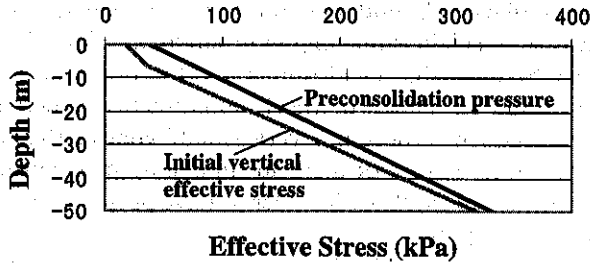 0 100 200 300 400
0
-10
-20
-30
-40
-50
Depth (m)
Preconsolidation pressure
Initial vertical
effective stress
Effective Stress (kPa)